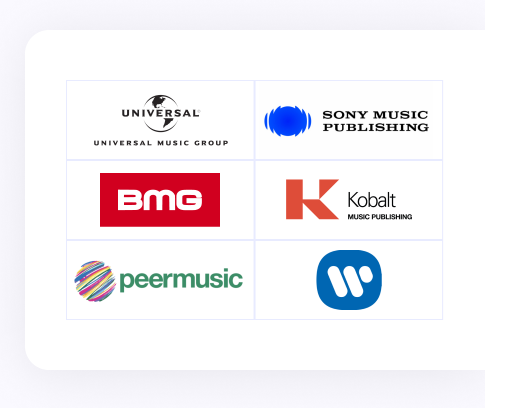 UNIVERSAL
UNIVERSAL MUSIC GROUP
SONY MUSIC
PUBLISHING
BMG
Kobalt
MUSIC PUBLISHING
peermusic